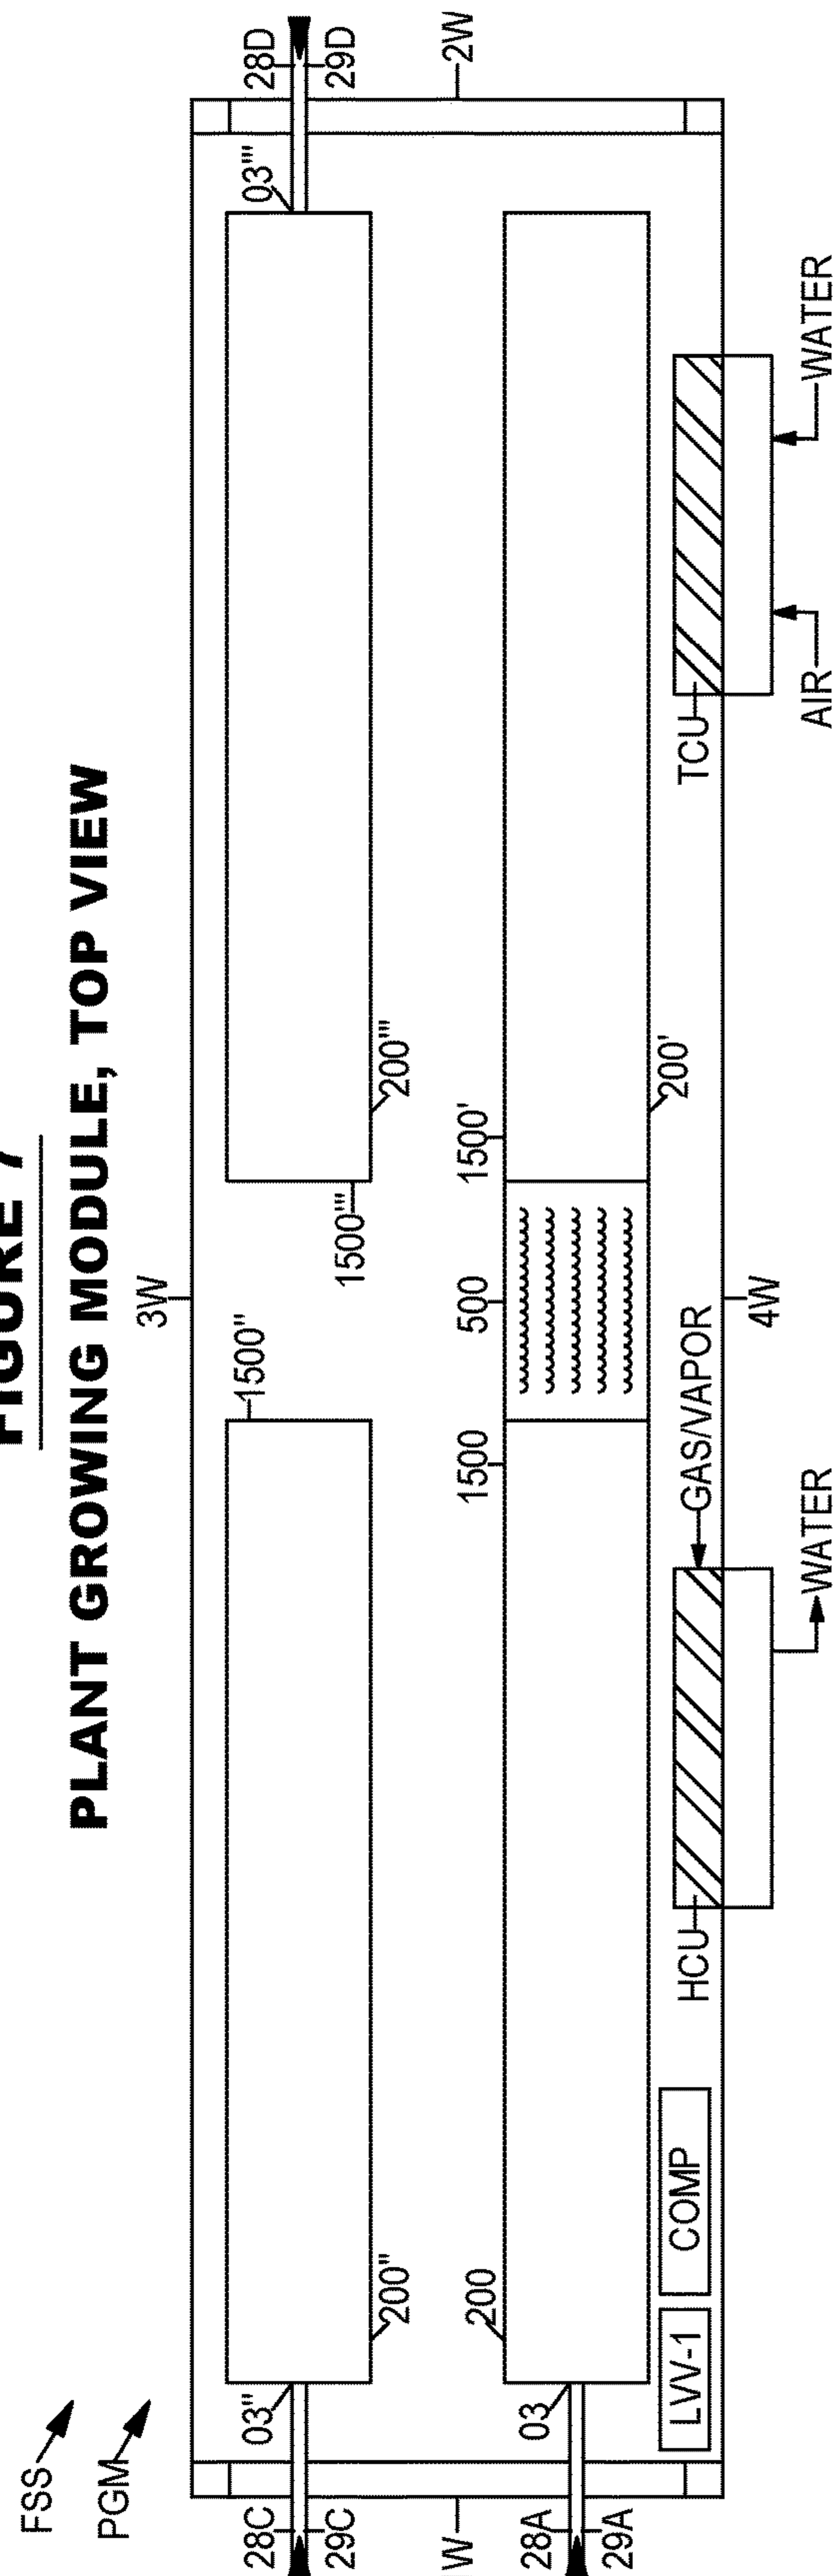 FIGURE 7
PLANT GROWING MODULE, TOP VIEW
FSS
PGM
3W
28C
29C
03"
200"
1500"
1500'''
200'''
03'''
28D
29D
W
2W
28A
29A
03
200
1500
500
1500'
200'
LVV-1
COMP
HCU
GAS/VAPOR
WATER
4W
TCU
AIR
WATER